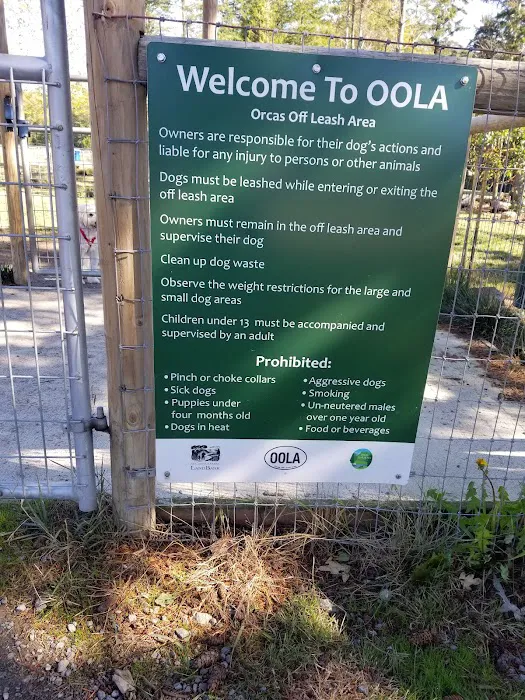 Welcome To OOLA
Orcas Off Leash Area
Owners are responsible for their dog's actions and
liable for any injury to persons or other animals
Dogs must be leashed while entering or exiting the
off leash area
Owners must remain in the off leash area and
supervise their dog
Clean up dog waste
Observe the weight restrictions for the large and
small dog areas
Children under 13 must be accompanied and
supervised by an adult
Prohibited:
• Pinch or choke collars
• Sick dogs
• Puppies under
four months old
• Dogs in heat
• Aggressive dogs
• Smoking
• Un-neutered males
over one year old
• Food or beverages
OOLA